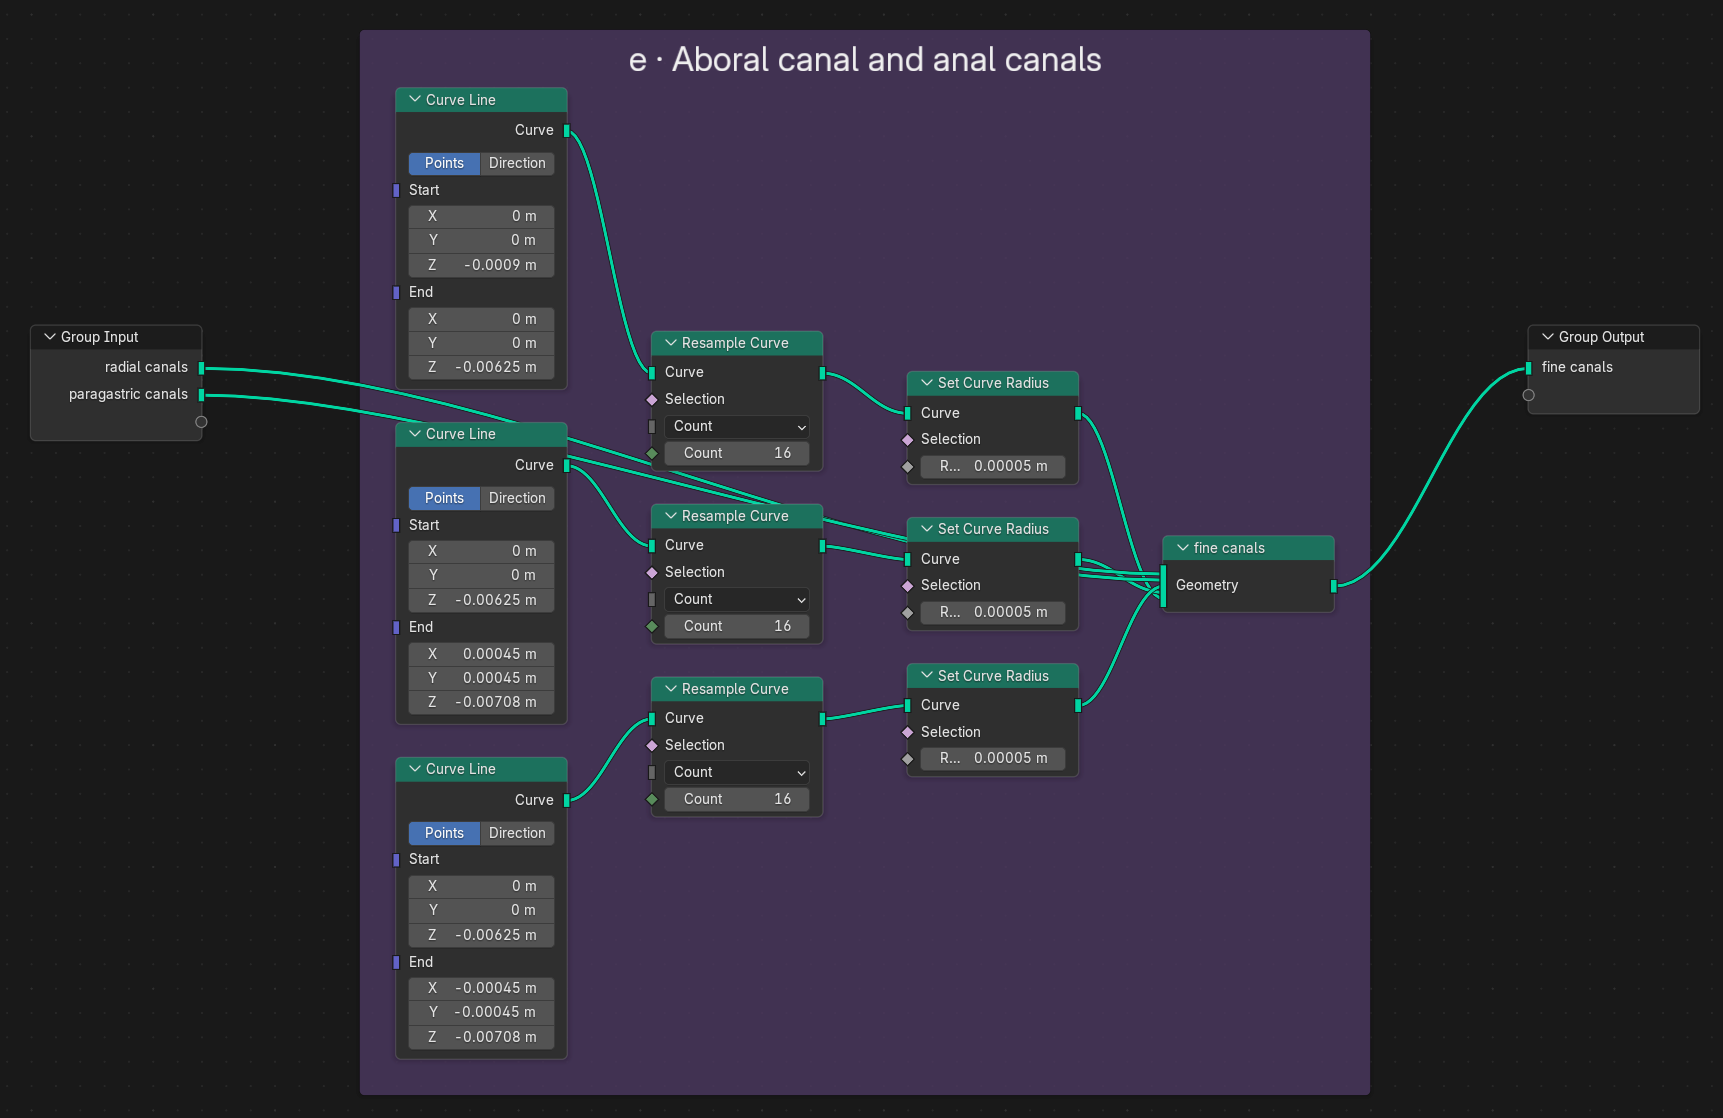 e · Aboral canal and anal canals
Group Input
radial canals
paragastric canals
Curve Line
Curve
Points Direction
Start
X 0 m
Y 0 m
Z -0.0009 m
End
X 0 m
Y 0 m
Z -0.00625 m
Curve Line
Curve
Points Direction
Start
X 0 m
Y 0 m
Z -0.00625 m
End
X 0.00045 m
Y 0.00045 m
Z -0.00708 m
Curve Line
Curve
Points Direction
Start
X 0 m
Y 0 m
Z -0.00625 m
End
X -0.00045 m
Y -0.00045 m
Z -0.00708 m
Resample Curve
Curve
Selection
Count
Count 16
Resample Curve
Curve
Selection
Count
Count 16
Resample Curve
Curve
Selection
Count
Count 16
Set Curve Radius
Curve
Selection
R... 0.00005 m
Set Curve Radius
Curve
Selection
R... 0.00005 m
Set Curve Radius
Curve
Selection
R... 0.00005 m
fine canals
Geometry
Group Output
fine canals